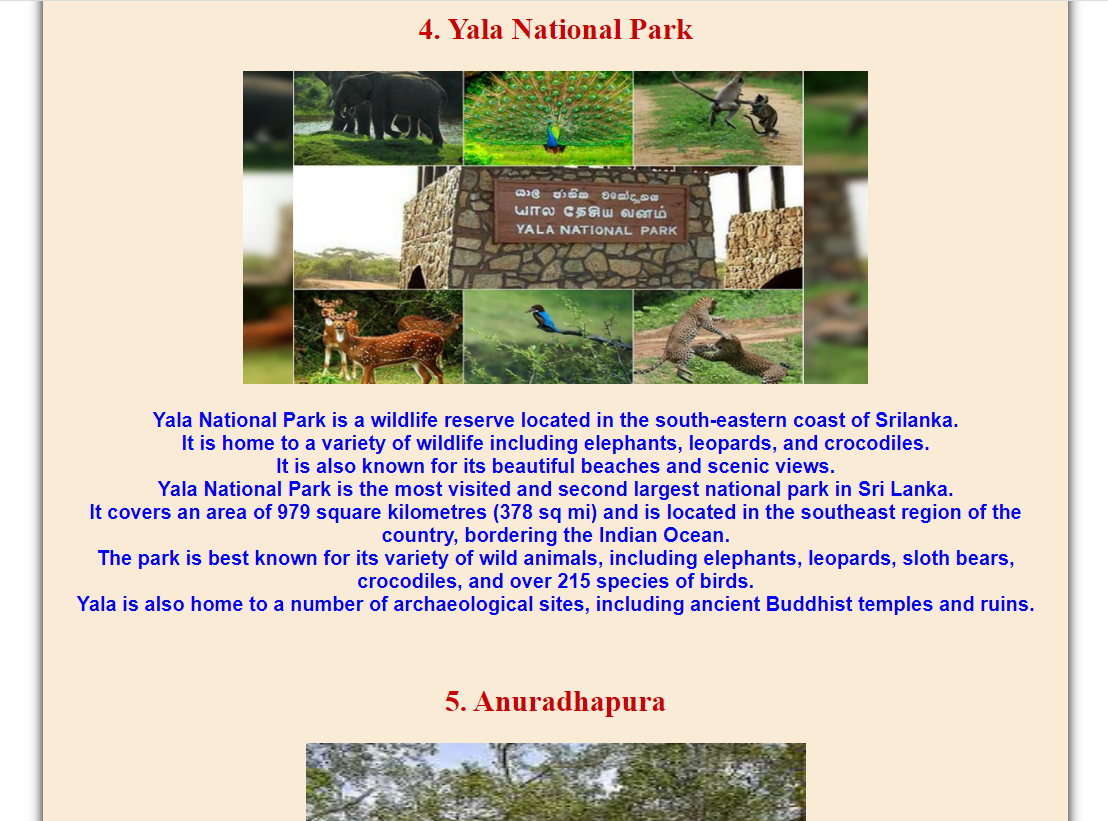 4. Yala National Park
යාල ජාතික වනෝද්‍යානය
யால தேசிய வனம்
YALA NATIONAL PARK
Yala National Park is a wildlife reserve located in the south-eastern coast of Srilanka.
It is home to a variety of wildlife including elephants, leopards, and crocodiles.
It is also known for its beautiful beaches and scenic views.
Yala National Park is the most visited and second largest national park in Sri Lanka.
It covers an area of 979 square kilometres (378 sq mi) and is located in the southeast region of the
country, bordering the Indian Ocean.
The park is best known for its variety of wild animals, including elephants, leopards, sloth bears,
crocodiles, and over 215 species of birds.
Yala is also home to a number of archaeological sites, including ancient Buddhist temples and ruins.
5. Anuradhapura